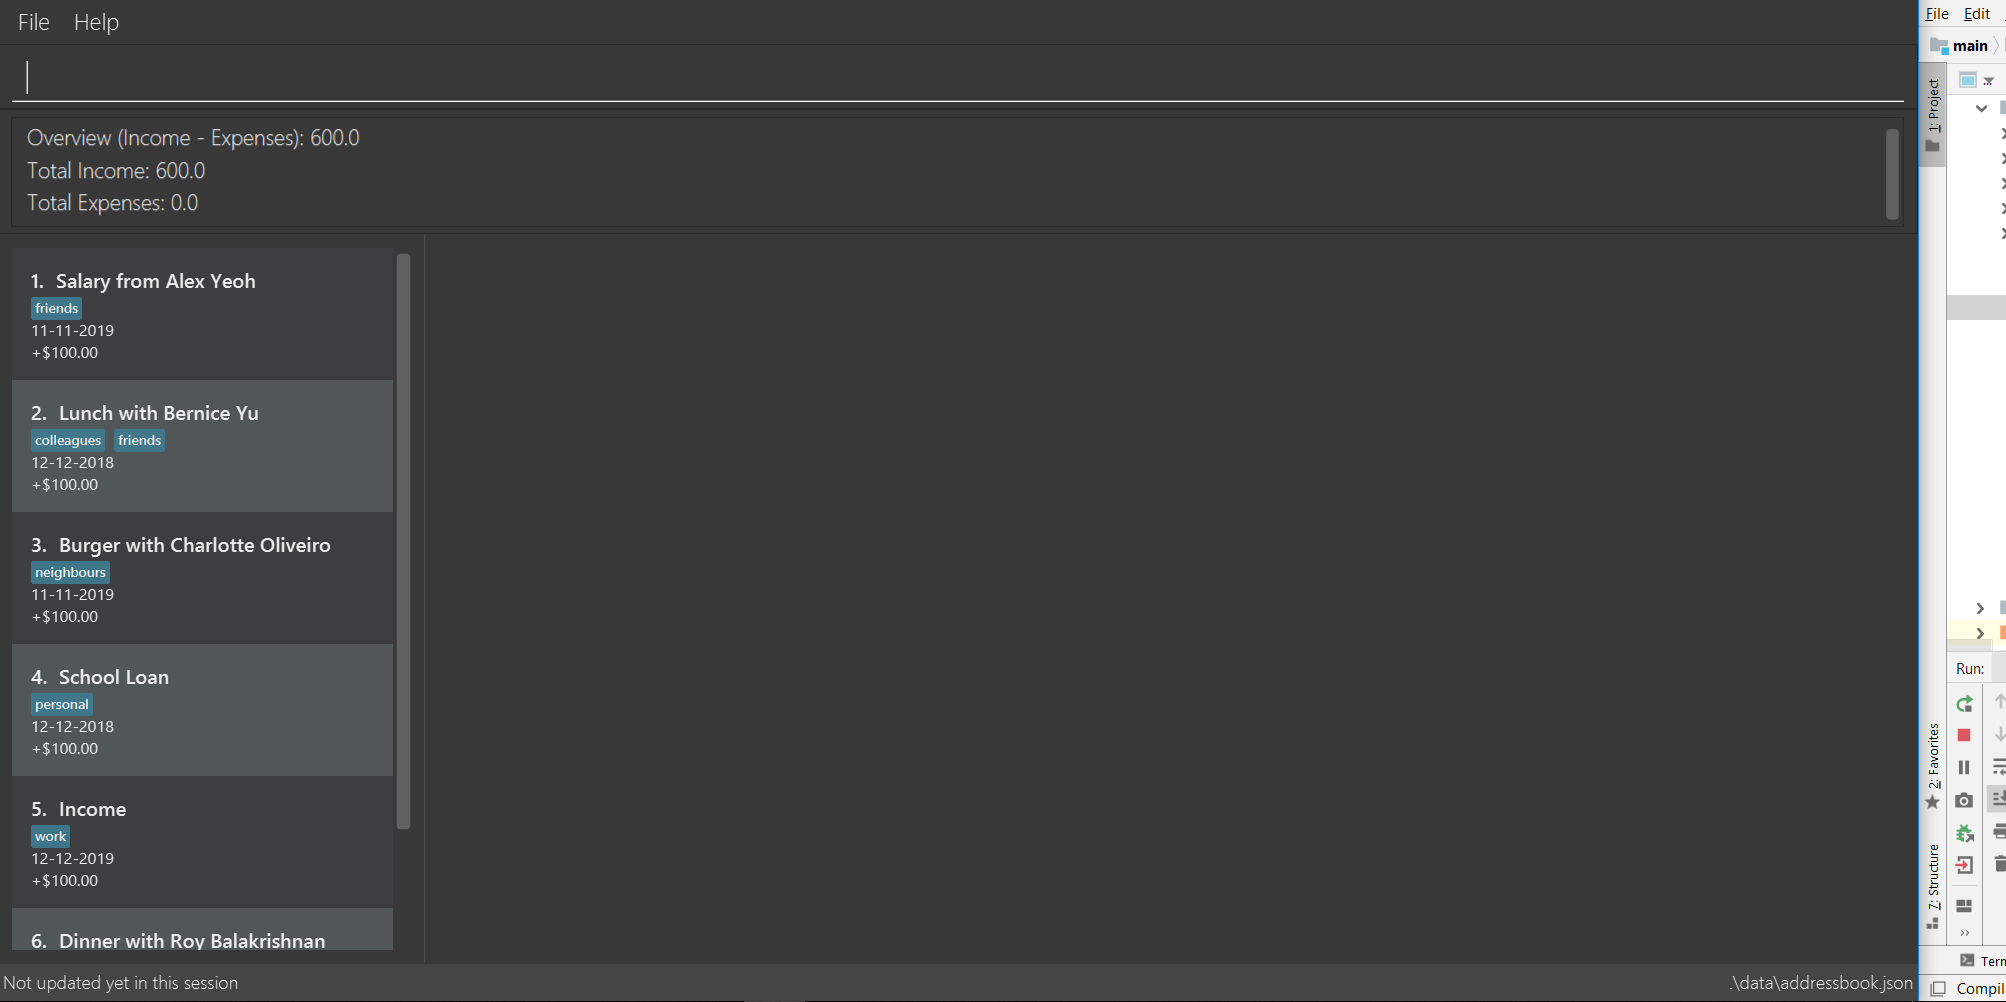 File Help
Overview (Income - Expenses): 600.0
Total Income: 600.0
Total Expenses: 0.0
1. Salary from Alex Yeoh
friends
11-11-2019
+$100.00
2. Lunch with Bernice Yu
colleagues friends
12-12-2018
+$100.00
3. Burger with Charlotte Oliveiro
neighbours
11-11-2019
+$100.00
4. School Loan
personal
12-12-2018
+$100.00
5. Income
work
12-12-2019
+$100.00
6. Dinner with Roy Balakrishnan
Not updated yet in this session
.\data\addressbook.json
File Edit
main
1: Project
Run:
2: Favorites
7: Structure
Tern
Compil